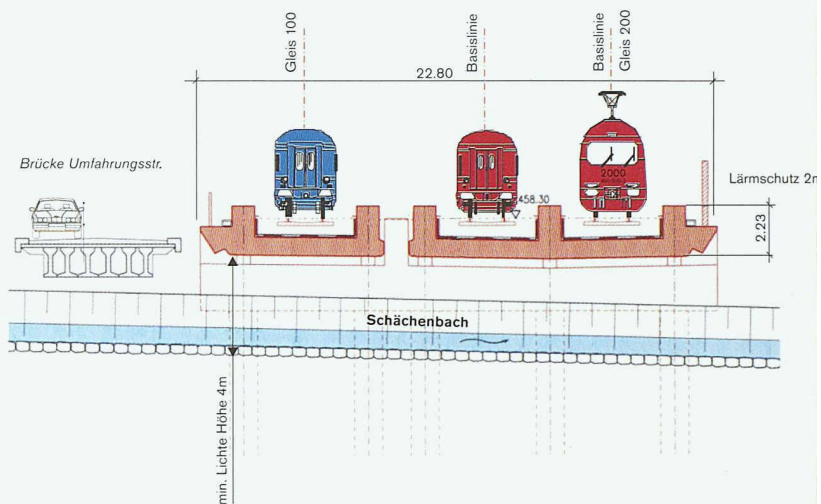 Gleis 100
Basislinie
Basislinie
Gleis 200
22.80
Brücke Umfahrungsstr.
2000
458.30
Lärmschutz 2m
2.23
Schächenbach
min. Lichte Höhe 4m